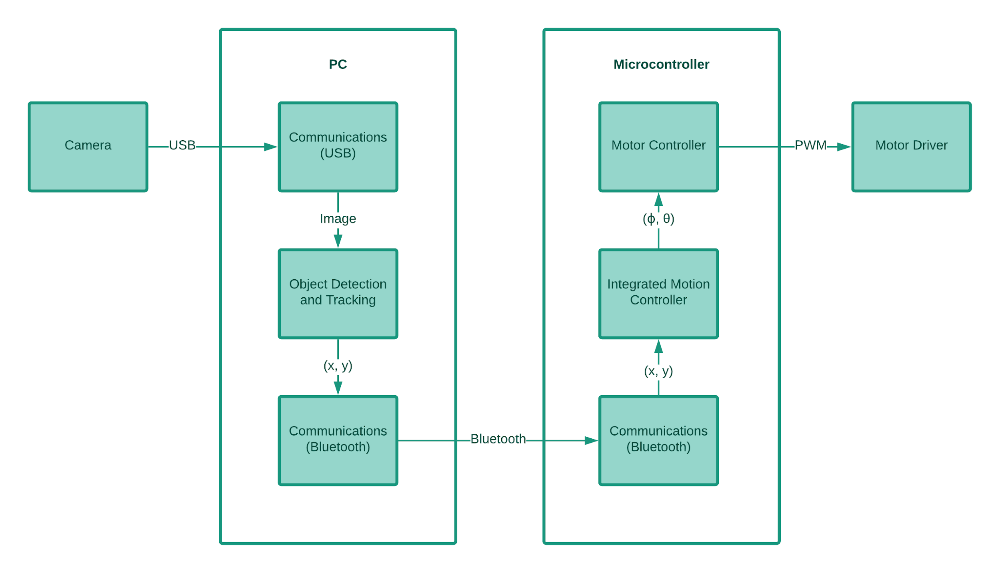 PC
Microcontroller
Camera
USB
Communications
(USB)
Motor Controller
PWM
Motor Driver
Image
(ϕ, θ)
Object Detection
and Tracking
Integrated Motion
Controller
(x, y)
(x, y)
Communications
(Bluetooth)
Bluetooth
Communications
(Bluetooth)